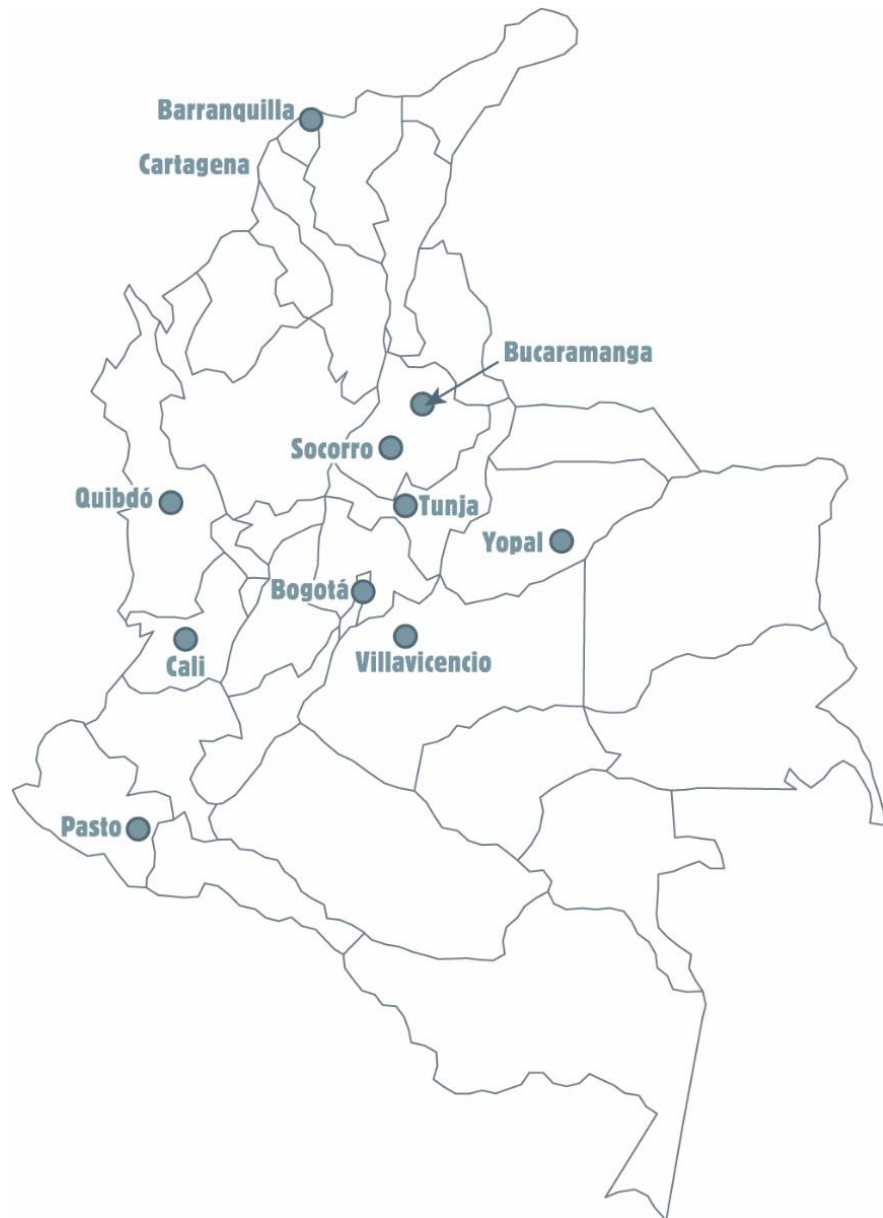 Barranquilla
Cartagena
Bucaramanga
Socorro
Quibdó
Tunja
Yopal
Bogotá
Villavicencio
Cali
Pasto